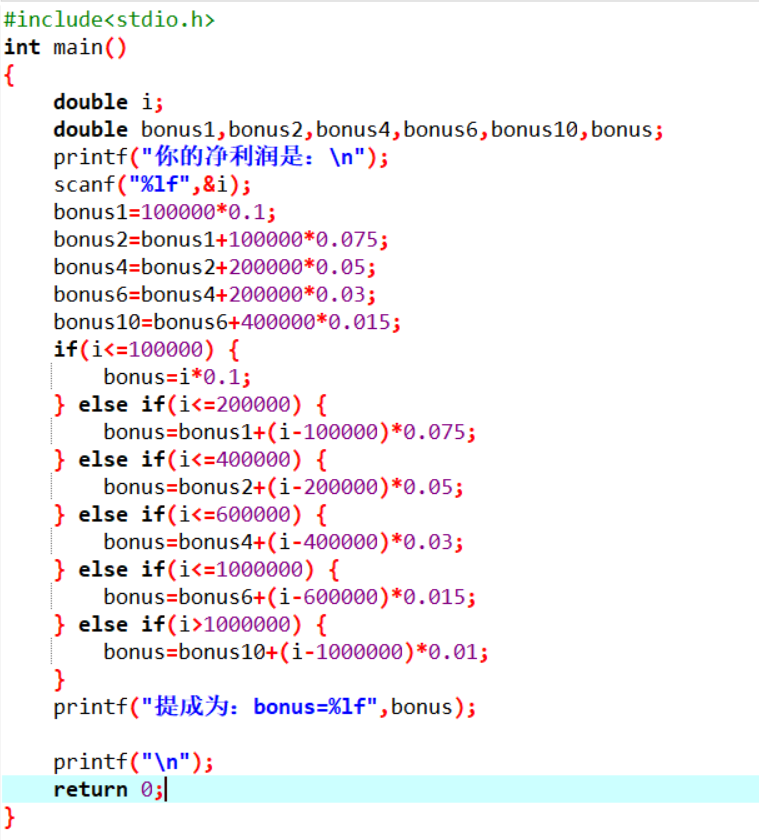 #include<stdio.h>
int main()
{
    double i;
    double bonus1,bonus2,bonus4,bonus6,bonus10,bonus;
    printf("你的净利润是：\n");
    scanf("%lf",&i);
    bonus1=100000*0.1;
    bonus2=bonus1+100000*0.075;
    bonus4=bonus2+200000*0.05;
    bonus6=bonus4+200000*0.03;
    bonus10=bonus6+400000*0.015;
    if(i<=100000) {
        bonus=i*0.1;
    } else if(i<=200000) {
        bonus=bonus1+(i-100000)*0.075;
    } else if(i<=400000) {
        bonus=bonus2+(i-200000)*0.05;
    } else if(i<=600000) {
        bonus=bonus4+(i-400000)*0.03;
    } else if(i<=1000000) {
        bonus=bonus6+(i-600000)*0.015;
    } else if(i>1000000) {
        bonus=bonus10+(i-1000000)*0.01;
    }
    printf("提成为：bonus=%lf",bonus);

    printf("\n");
    return 0;
}